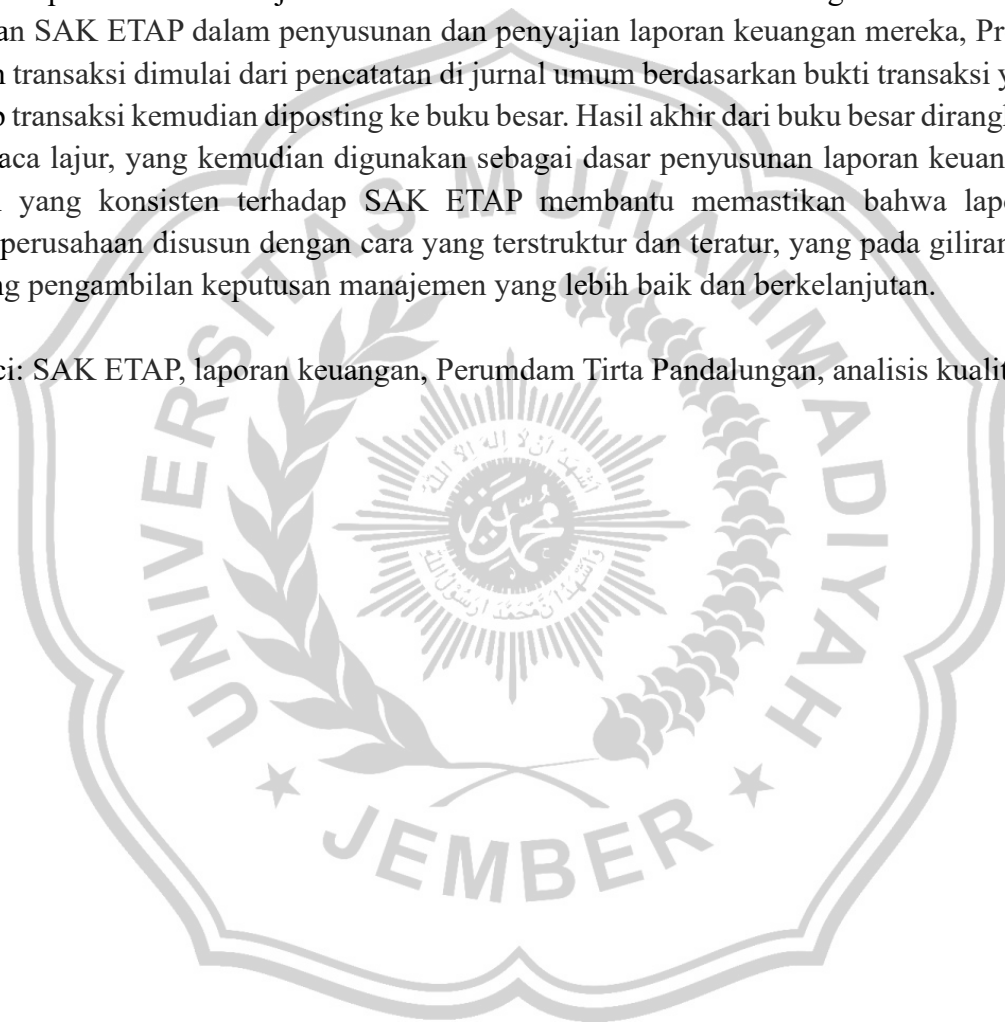 an SAK ETAP dalam penyusunan dan penyajian laporan keuangan mereka, Pr
transaksi dimulai dari pencatatan di jurnal umum berdasarkan bukti transaksi y
transaksi kemudian diposting ke buku besar. Hasil akhir dari buku besar dirangl
aca lajur, yang kemudian digunakan sebagai dasar penyusunan laporan keuan
yang konsisten terhadap SAK ETAP membantu memastikan bahwa lap
perusahaan disusun dengan cara yang terstruktur dan teratur, yang pada giliran
ng pengambilan keputusan manajemen yang lebih baik dan berkelanjutan.
ci: SAK ETAP, laporan keuangan, Perumdam Tirta Pandalungan, analisis kualit
UNIVERSITAS MUHAMMADIYAH
JEMBER